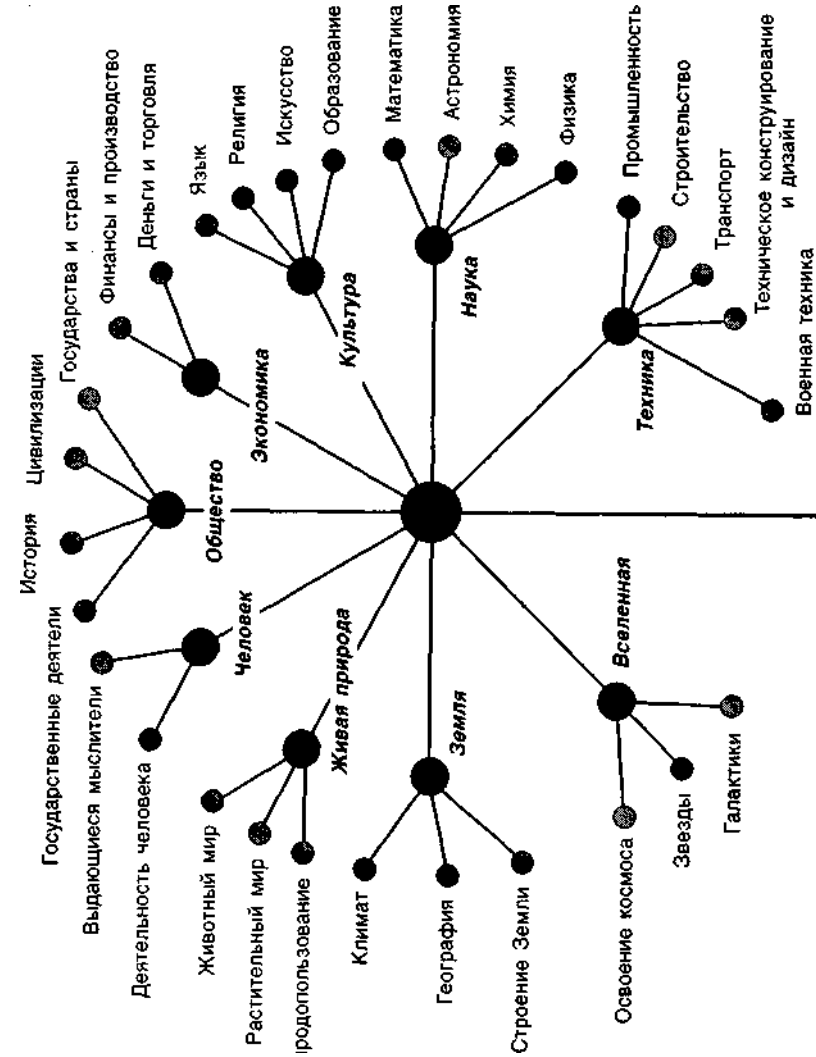 Государственные деятели
История
Цивилизации
Государства и страны
Общество
Финансы и производство
Деньги и торговля
Экономика
Язык
Религия
Искусство
Образование
Культура
Математика
Астрономия
Химия
Физика
Наука
Промышленность
Строительство
Транспорт
Техническое конструирование
и дизайн
Военная техника
Техника
Выдающиеся мыслители
Деятельность человека
Человек
Животный мир
Растительный мир
родопользование
Живая природа
Климат
География
Строение Земли
Земля
Освоение космоса
Звезды
Галактики
Вселенная